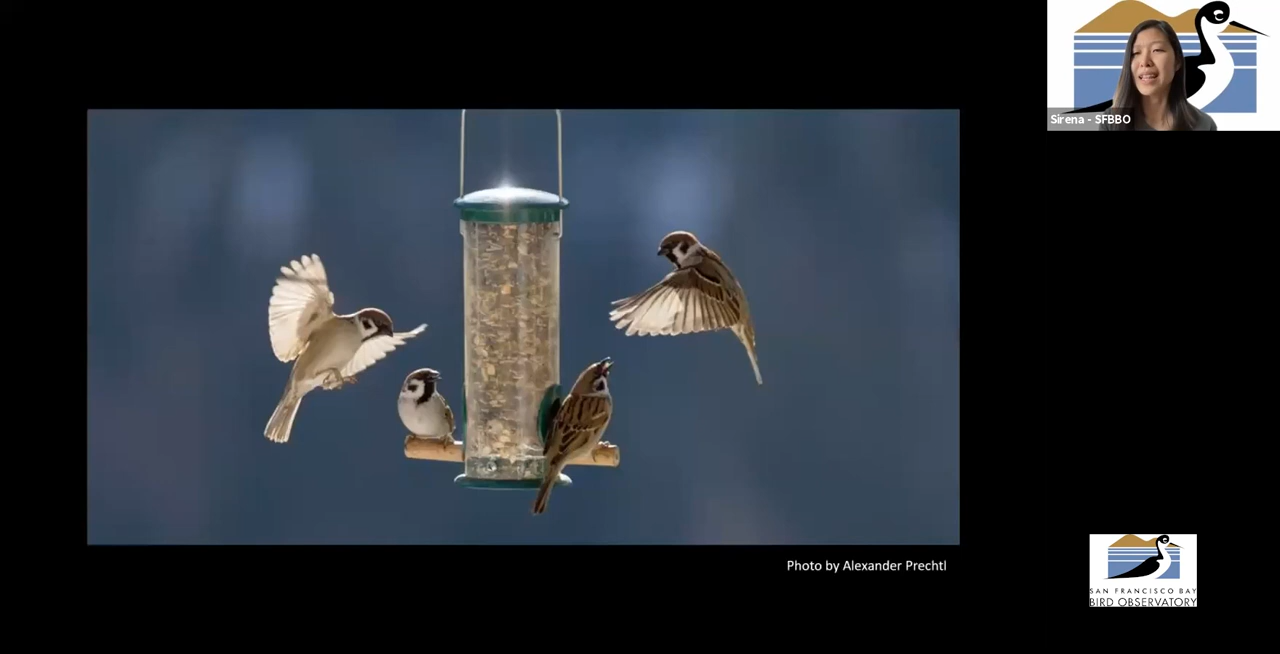 Sirena - SFBBO
Photo by Alexander Prechtl
SAN FRANCISCO BAY
BIRD OBSERVATORY